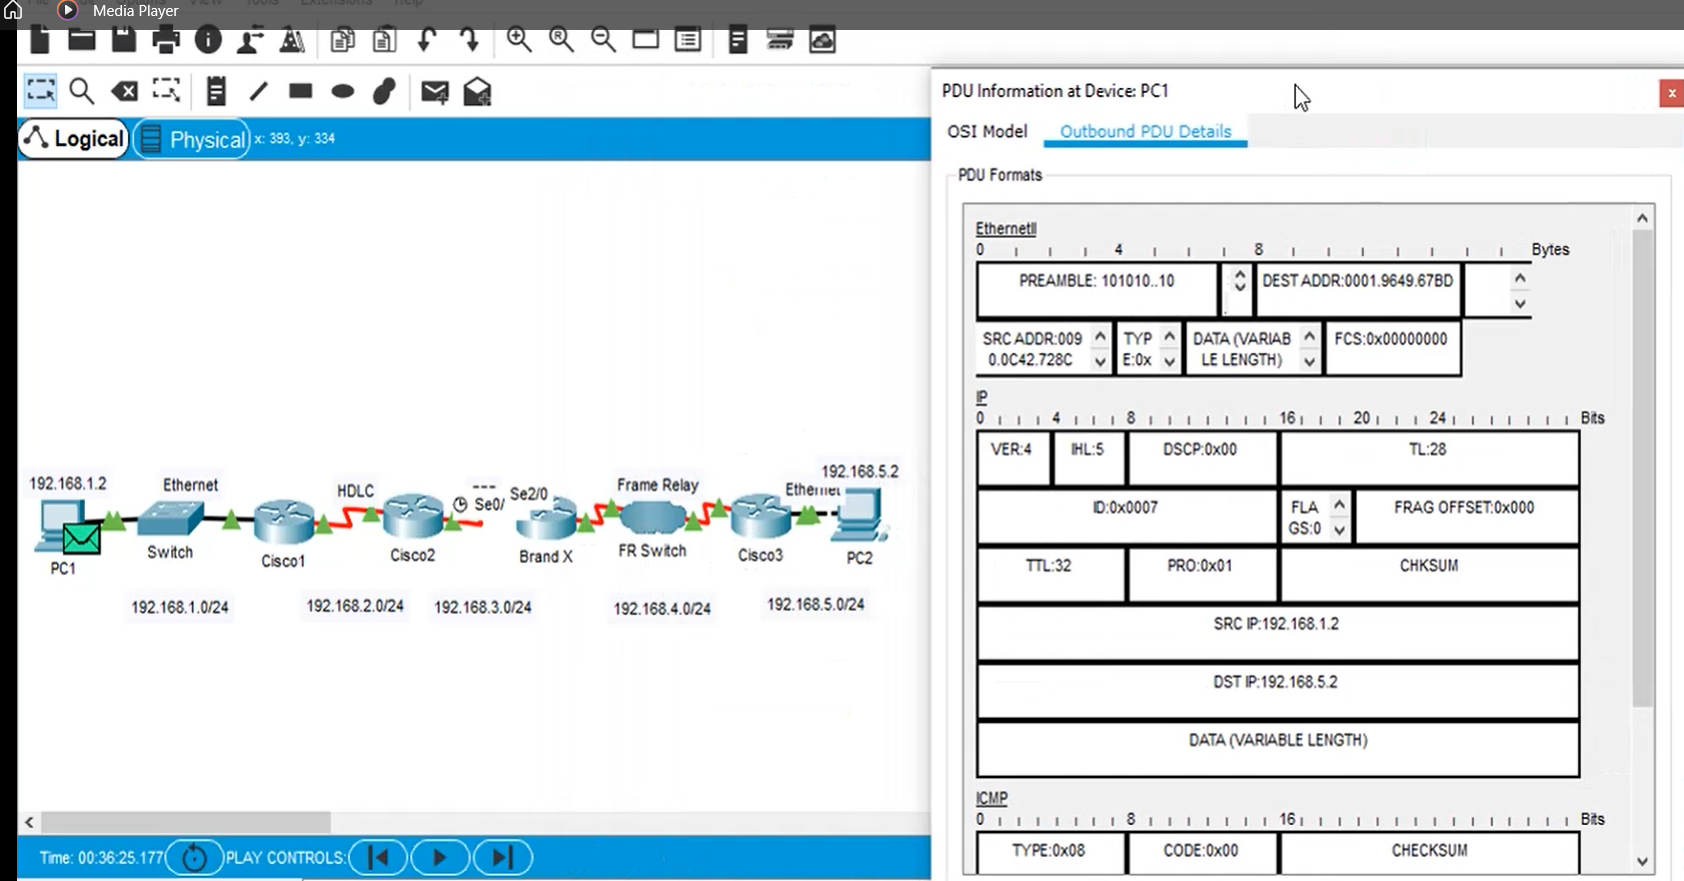 Media Player
Logical
Physical
x: 393, y: 334
192.168.1.2
Ethernet
HDLC
---
Se0/
Se2/0
Frame Relay
192.168.5.2
Ethernet
PC1
Switch
Cisco1
Cisco2
Brand X
FR Switch
Cisco3
PC2
192.168.1.0/24
192.168.2.0/24
192.168.3.0/24
192.168.4.0/24
192.168.5.0/24
Time: 00:36:25.177
PLAY CONTROLS:
PDU Information at Device: PC1
x
OSI Model
Outbound PDU Details
PDU Formats
EthernetII
0 4 8 Bytes
PREAMBLE: 101010..10
DEST ADDR:0001.9649.67BD
SRC ADDR:009
0.0C42.728C
TYP
E:0x
DATA (VARIAB
LE LENGTH)
FCS:0x00000000
IP
0 4 8 16 20 24 Bits
VER:4
IHL:5
DSCP:0x00
TL:28
ID:0x0007
FLA
GS:0
FRAG OFFSET:0x000
TTL:32
PRO:0x01
CHKSUM
SRC IP:192.168.1.2
DST IP:192.168.5.2
DATA (VARIABLE LENGTH)
ICMP
0 8 16 Bits
TYPE:0x08
CODE:0x00
CHECKSUM